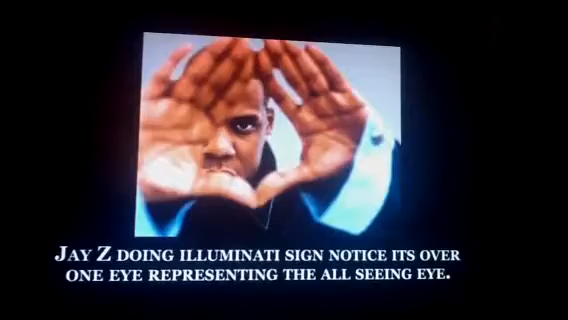 JAY Z DOING ILLUMINATI SIGN NOTICE ITS OVER
ONE EYE REPRESENTING THE ALL SEEING EYE.